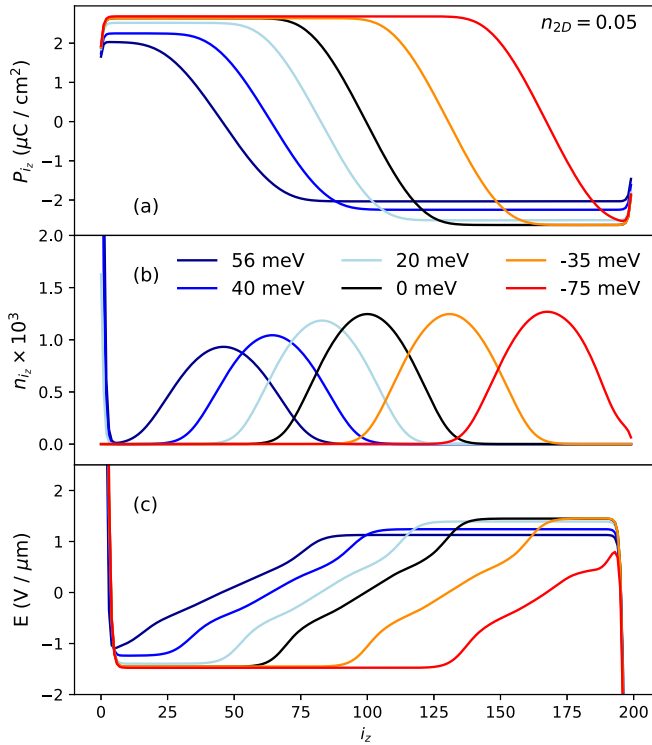 n_{2D} = 0.05
P_{i_z} (μC / cm²)
2
1
0
−1
−2
(a)
(b)
56 meV
20 meV
-35 meV
40 meV
0 meV
-75 meV
n_{i_z} × 10³
2.0
1.5
1.0
0.5
0.0
(c)
E (V / μm)
2
1
0
−1
−2
0 25 50 75 100 125 150 175 200
i_z